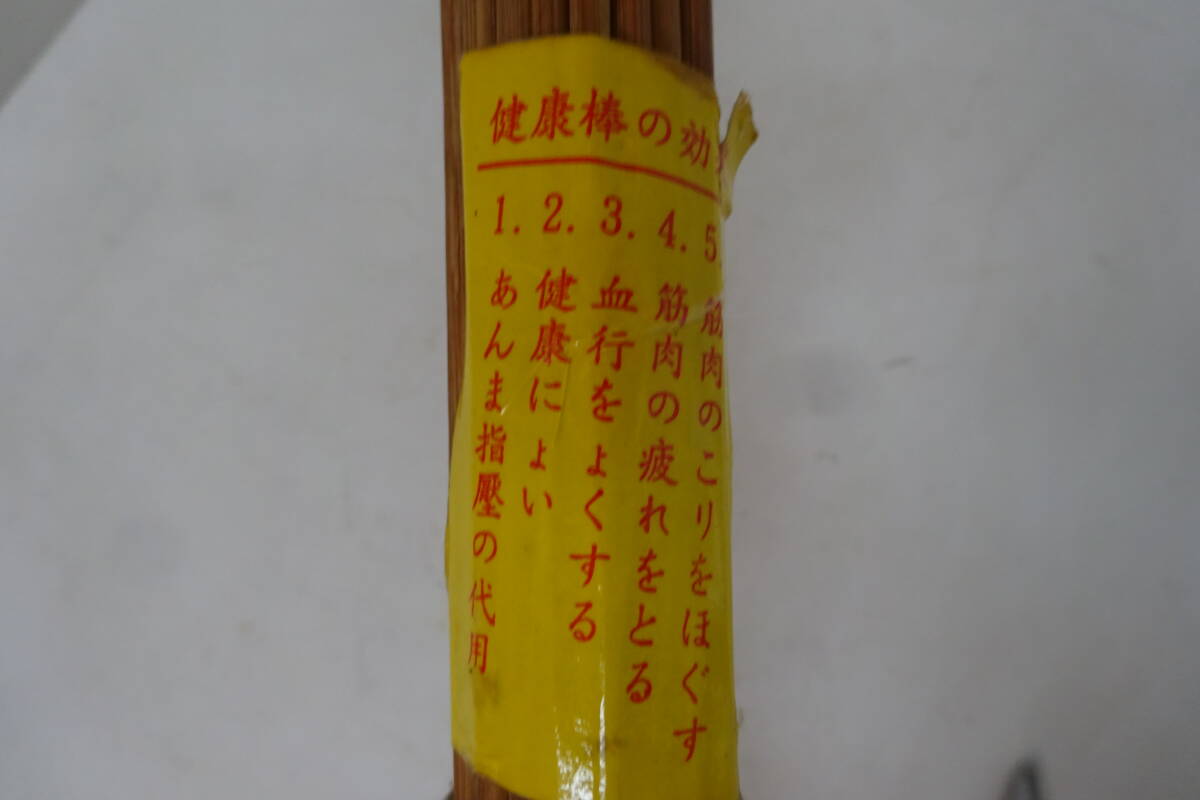 健康棒の効
1. あんま指壓の代用
2. 健康によい
3. 血行をよくする
4. 筋肉の疲れをとる
5 筋肉のこりをほぐす